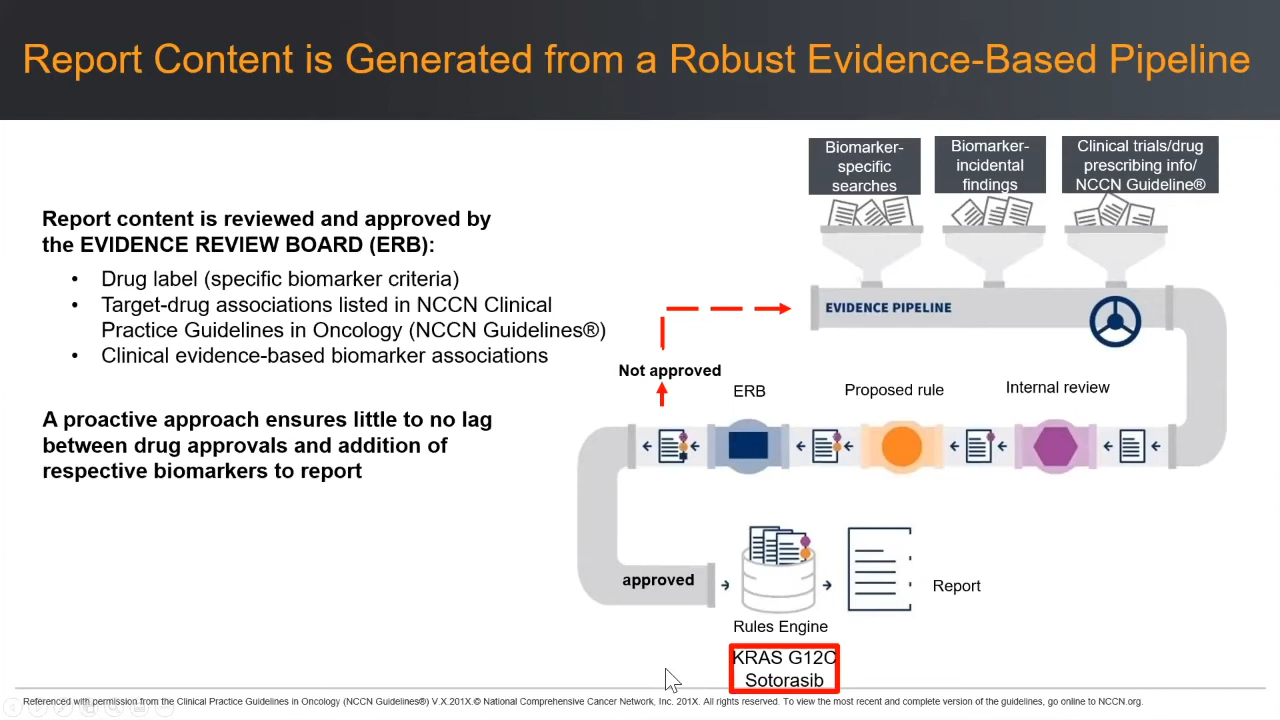 Report Content is Generated from a Robust Evidence-Based Pipeline
Report content is reviewed and approved by
the EVIDENCE REVIEW BOARD (ERB):
• Drug label (specific biomarker criteria)
• Target-drug associations listed in NCCN Clinical
Practice Guidelines in Oncology (NCCN Guidelines®)
• Clinical evidence-based biomarker associations
A proactive approach ensures little to no lag
between drug approvals and addition of
respective biomarkers to report
Biomarker-
specific
searches
Biomarker-
incidental
findings
Clinical trials/drug
prescribing info/
NCCN Guideline®
EVIDENCE PIPELINE
Not approved
ERB
Proposed rule
Internal review
approved
Rules Engine
Report
KRAS G12C
Sotorasib
Referenced with permission from the Clinical Practice Guidelines in Oncology (NCCN Guidelines®) V.X.201X.© National Comprehensive Cancer Network, Inc. 201X. All rights reserved. To view the most recent and complete version of the guidelines, go online to NCCN.org.